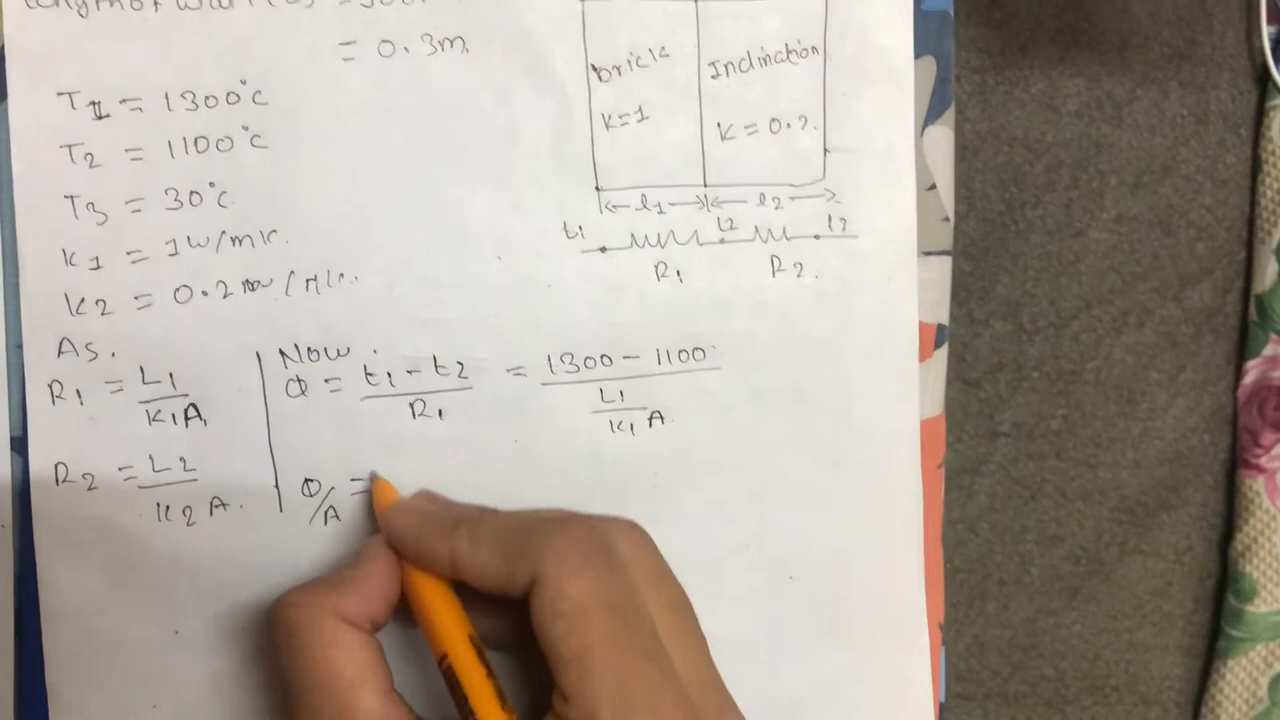 = 0.3m
T1 = 1300°C
T2 = 1100°C
T3 = 30°C
K1 = 1W/mk.
K2 = 0.2
brick
K=1
Inclination
K = 0.2.
l1 l2
t1 t2 t3
R1 R2.
As.
R1 = L1/K1A
R2 = L2/K2A.
Now.
Q = t1 - t2/R1 = 1300 - 1100/L1/K1A.
Q/A =